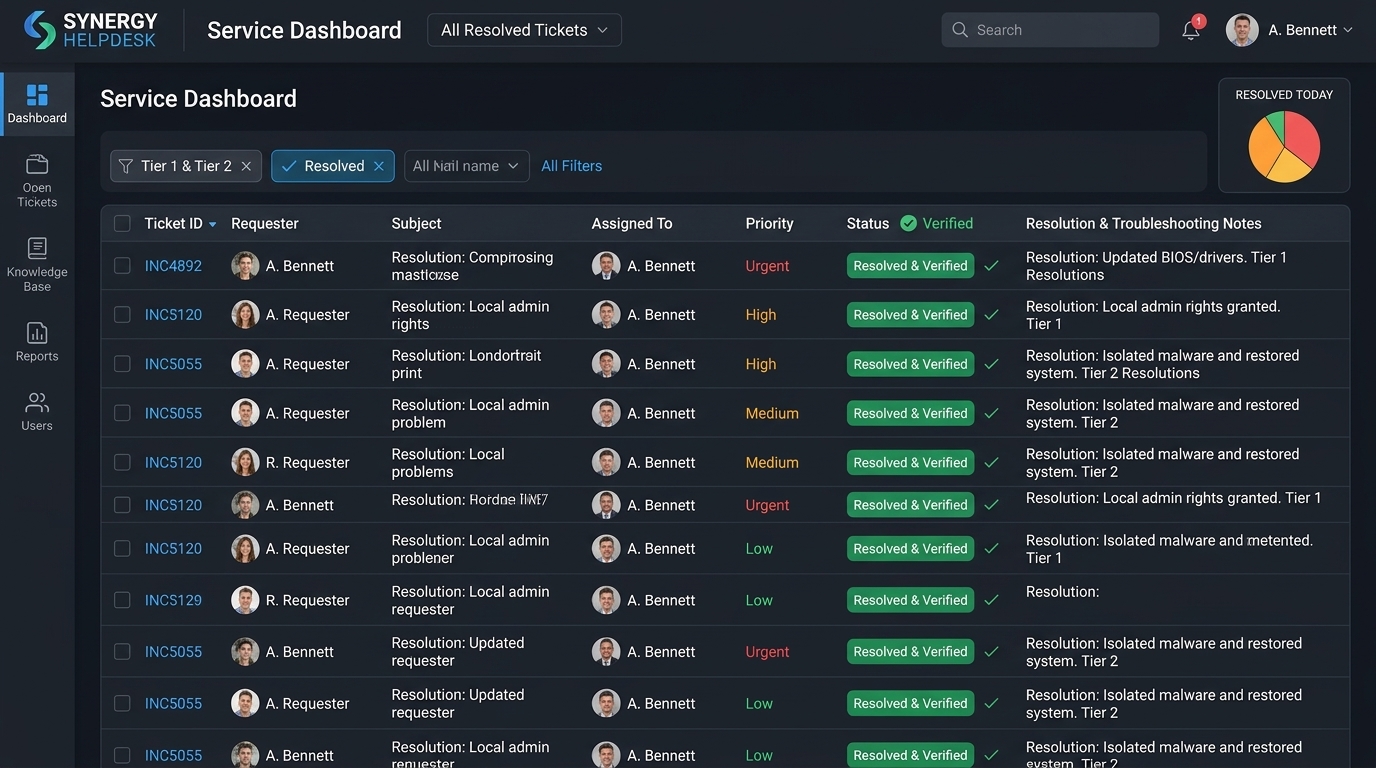 SYNERGY
HELPDESK
Service Dashboard
All Resolved Tickets
Search
1
A. Bennett
Dashboard
Ooen
Tickets
Knowledge
Base
Reports
Users
Service Dashboard
RESOLVED TODAY
Tier 1 & Tier 2
Resolved
All name
All Filters
Ticket ID Requester Subject Assigned To Priority Status Verified Resolution & Troubleshooting Notes
INC4892 A. Bennett Resolution: A. Bennett Urgent Resolved & Verified Resolution: Updated BIOS/drivers. Tier 1
Resolutions
INC5120 A. Requester Resolution: Local admin A. Bennett High Resolved & Verified Resolution: Local admin rights granted.
rights Tier 1
INC5055 A. Requester Resolution: A. Bennett High Resolved & Verified Resolution: Isolated malware and restored
print system. Tier 2 Resolutions
INC5055 A. Requester Resolution: Local admin A. Bennett Medium Resolved & Verified Resolution: Isolated malware and restored
problem system. Tier 2
INC5120 R. Requester Resolution: Local A. Bennett Medium Resolved & Verified Resolution: Isolated malware and restored
problems system. Tier 2
INC5120 A. Bennett Resolution: A. Bennett Urgent Resolved & Verified Resolution: Local admin rights granted. Tier 1
INC5120 A. Requester Resolution: Local admin A. Bennett Low Resolved & Verified Resolution: Isolated malware and
problener Tier 1
INC5129 R. Requester Resolution: Local admin A. Bennett Low Resolved & Verified Resolution:
requester
INC5055 A. Bennett Resolution: Updated A. Bennett Urgent Resolved & Verified Resolution: Isolated malware and restored
requester system. Tier 2
INC5055 A. Requester Resolution: Updated A. Bennett Low Resolved & Verified Resolution: Isolated malware and restored
requester system. Tier 2
INC5055 A. Bennett Resolution: Local admin A. Bennett Low Resolved & Verified Resolution: Isolated malware and restored
requester system. Tier 2